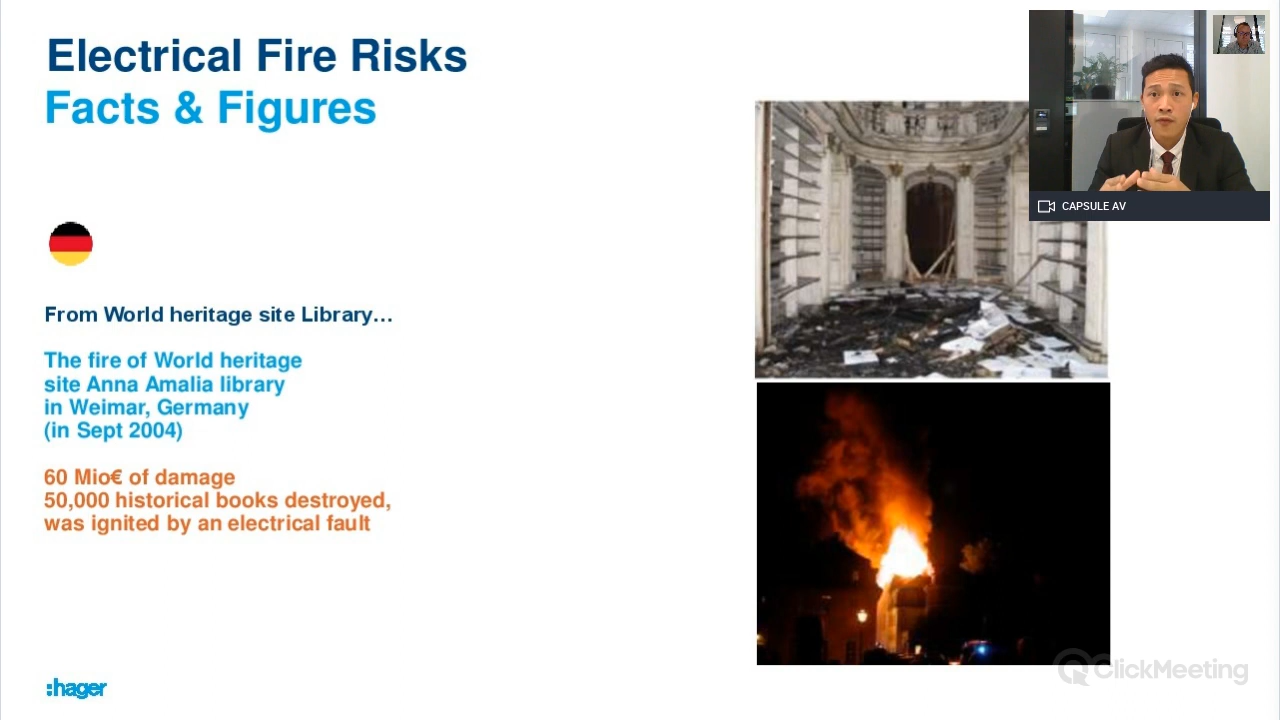 Electrical Fire Risks
Facts & Figures
CAPSULE AV
From World heritage site Library…
The fire of World heritage
site Anna Amalia library
in Weimar, Germany
(in Sept 2004)
60 Mio€ of damage
50,000 historical books destroyed,
was ignited by an electrical fault
:hager
ClickMeeting